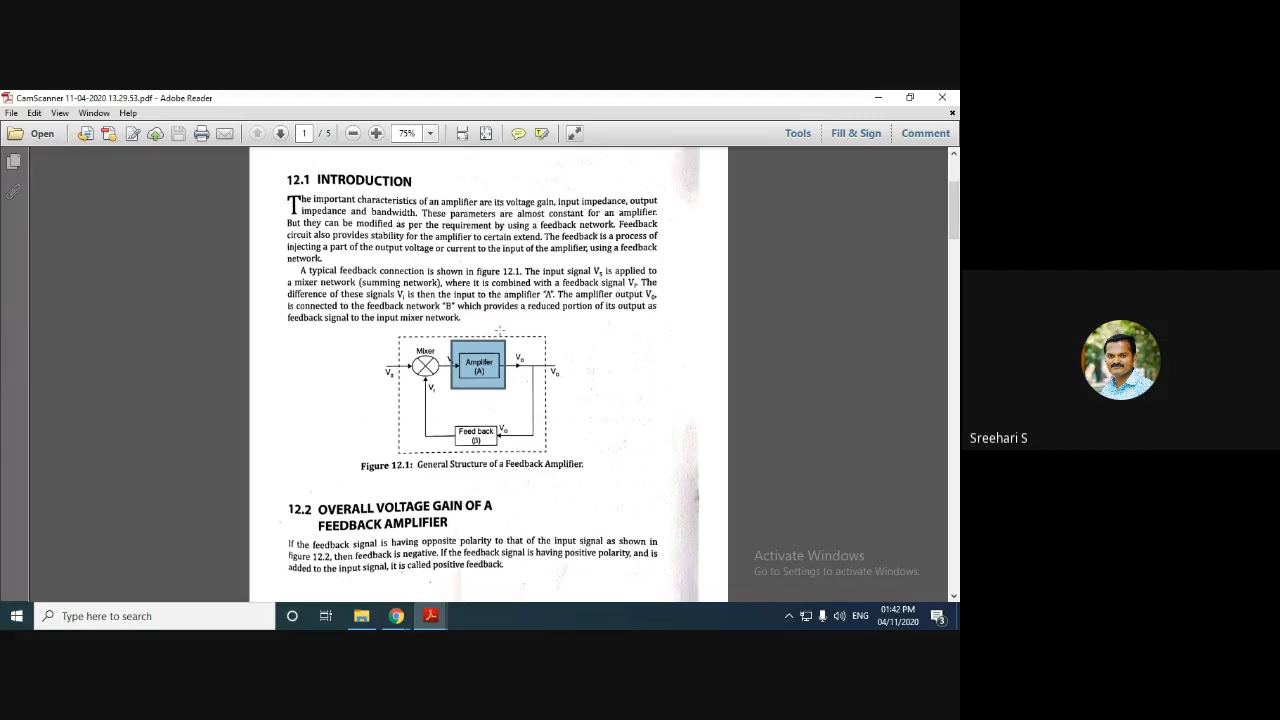 CamScanner 11-04-2020 13.29.53.pdf - Adobe Reader
File Edit View Window Help
Open 1 / 5 75% Tools Fill & Sign Comment
12.1 INTRODUCTION
The important characteristics of an amplifier are its voltage gain, input impedance, output
impedance and bandwidth. These parameters are almost constant for an amplifier.
But they can be modified as per the requirement by using a feedback network. Feedback
circuit also provides stability for the amplifier to certain extend. The feedback is a process of
injecting a part of the output voltage or current to the input of the amplifier, using a feedback
network.
A typical feedback connection is shown in figure 12.1. The input signal Vs is applied to
a mixer network (summing network), where it is combined with a feedback signal Vf. The
difference of these signals Vi is then the input to the amplifier "A". The amplifier output Vo,
is connected to the feedback network "B" which provides a reduced portion of its output as
feedback signal to the input mixer network.
Mixer
Amplifer
(A)
Vo
Vs
V
Vo
Vf
Feed back
(β)
Vo
Figure 12.1: General Structure of a Feedback Amplifier.
12.2 OVERALL VOLTAGE GAIN OF A
FEEDBACK AMPLIFIER
If the feedback signal is having opposite polarity to that of the input signal as shown in
figure 12.2, then feedback is negative. If the feedback signal is having positive polarity, and is
added to the input signal, it is called positive feedback.
Activate Windows
Go to Settings to activate Windows.
Type here to search
ENG
01:42 PM
04/11/2020
3
Sreehari S